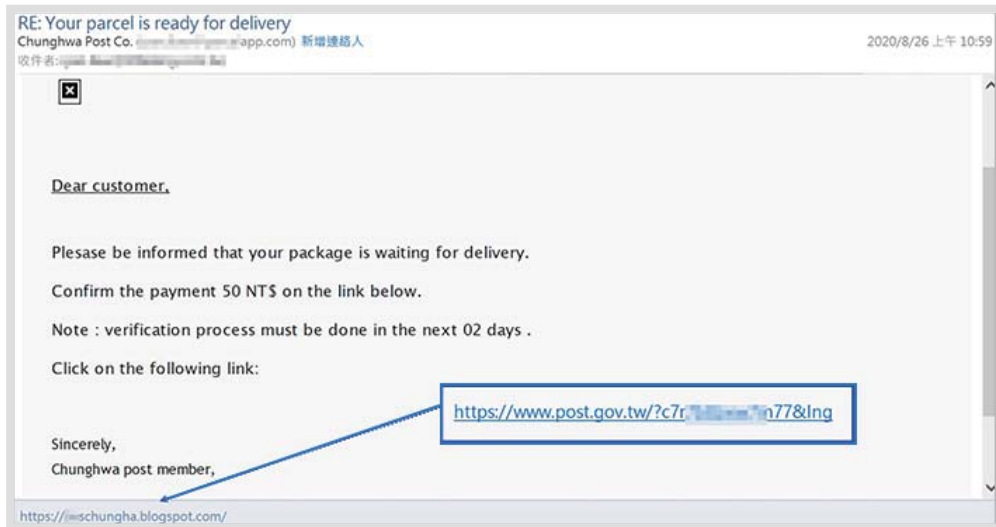 RE: Your parcel is ready for delivery
Chunghwa Post Co. app.com) 新增連絡人
2020/8/26 上午 10:59
收件者:
Dear customer,
Plesase be informed that your package is waiting for delivery.
Confirm the payment 50 NT$ on the link below.
Note : verification process must be done in the next 02 days .
Click on the following link:
https://www.post.gov.tw/?c7r n77&lng
Sincerely,
Chunghwa post member,
https:// schungha.blogspot.com/